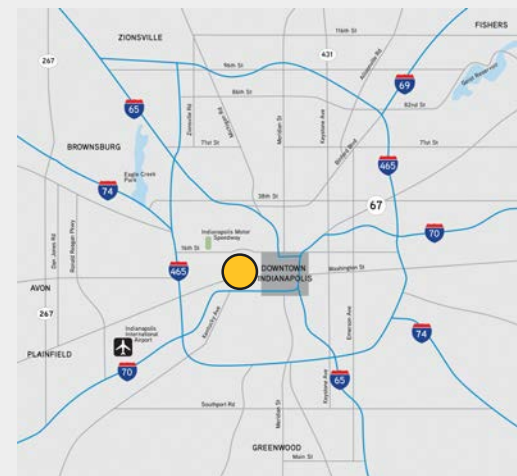 FISHERS
116th St
ZIONSVILLE
431
267
96th St
Allisonville Rd
69
Geist Reservoir
86th St
65
82nd St
Zionsville Rd
Michigan Rd
Meridian St
Keystone Ave
Binford Blvd
71st St
71st St
BROWNSBURG
465
Eagle Creek
Park
74
38th St
67
70
Dan Jones Rd
Ronald Reagan Pkwy
Indianapolis Motor
Speedway
16th St
465
DOWNTOWN
INDIANAPOLIS
Washington St
AVON
267
Kentucky Ave
Emerson Ave
Indianapolis
International
Airport
74
PLAINFIELD
70
65
Keystone Ave
Southport Rd
Meridian St
GREENWOOD
Main St